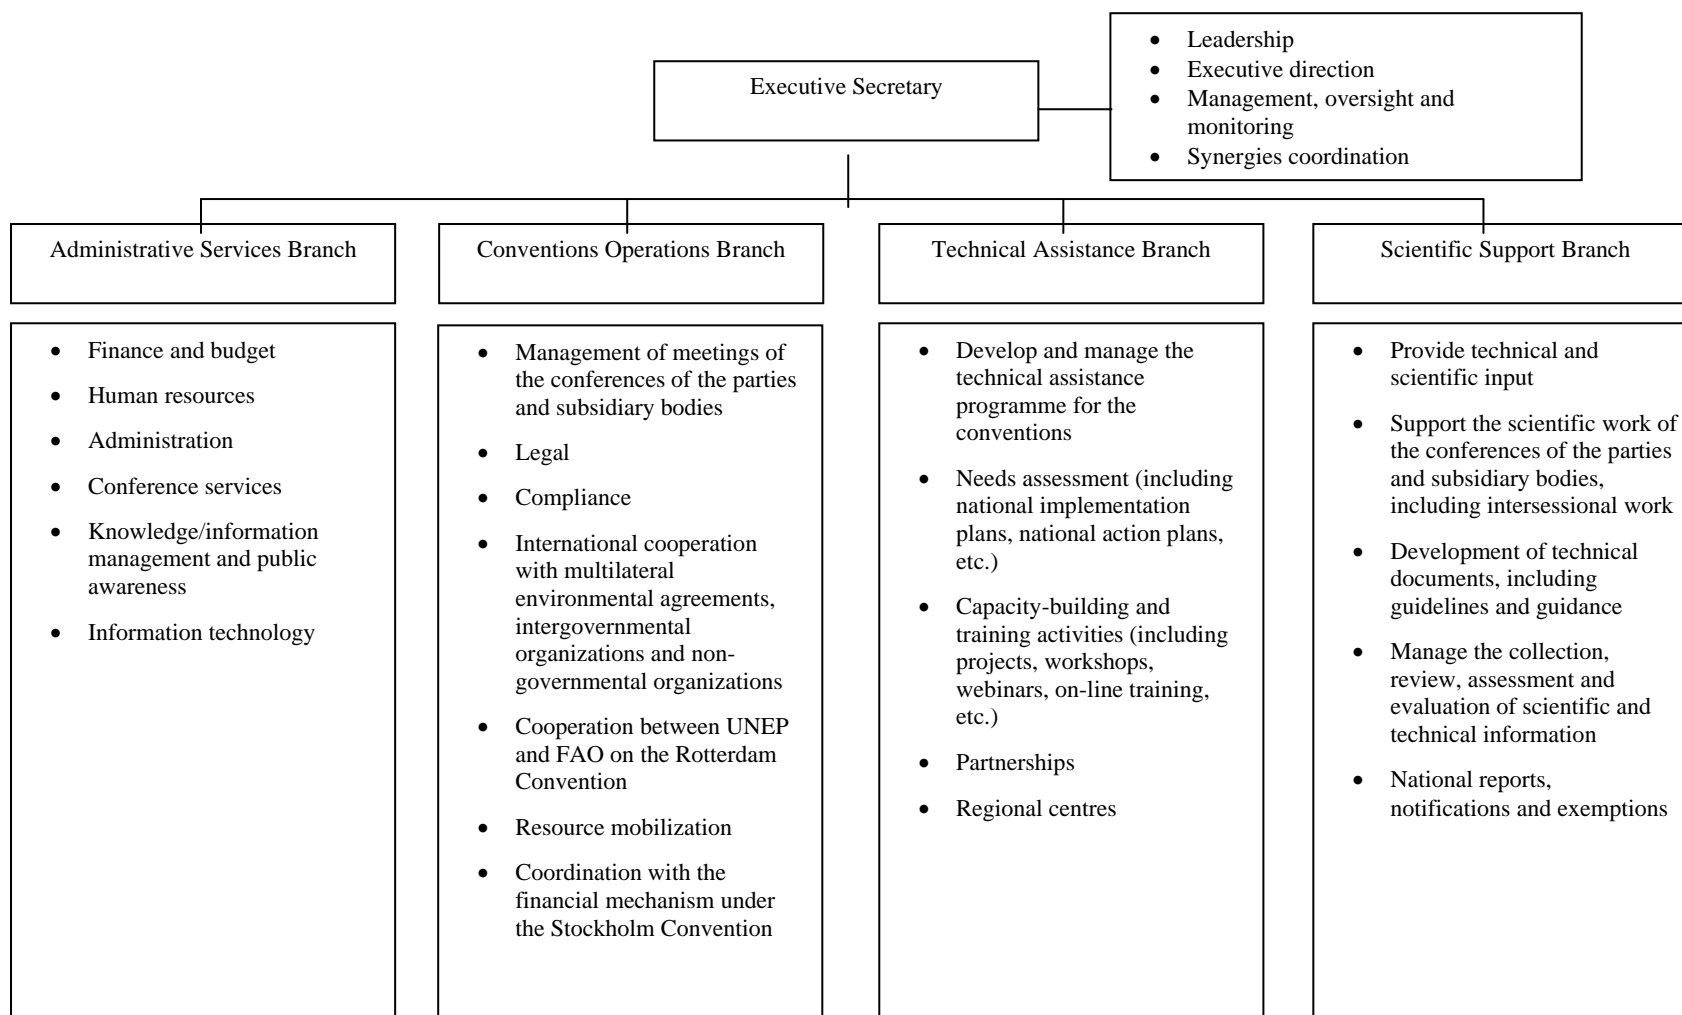 Executive Secretary
• Leadership
• Executive direction
• Management, oversight and
monitoring
• Synergies coordination
Administrative Services Branch
• Finance and budget
• Human resources
• Administration
• Conference services
• Knowledge/information
management and public
awareness
• Information technology
Conventions Operations Branch
• Management of meetings of
the conferences of the parties
and subsidiary bodies
• Legal
• Compliance
• International cooperation
with multilateral
environmental agreements,
intergovernmental
organizations and non-
governmental organizations
• Cooperation between UNEP
and FAO on the Rotterdam
Convention
• Resource mobilization
• Coordination with the
financial mechanism under
the Stockholm Convention
Technical Assistance Branch
• Develop and manage the
technical assistance
programme for the
conventions
• Needs assessment (including
national implementation
plans, national action plans,
etc.)
• Capacity-building and
training activities (including
projects, workshops,
webinars, on-line training,
etc.)
• Partnerships
• Regional centres
Scientific Support Branch
• Provide technical and
scientific input
• Support the scientific work of
the conferences of the parties
and subsidiary bodies,
including intersessional work
• Development of technical
documents, including
guidelines and guidance
• Manage the collection,
review, assessment and
evaluation of scientific and
technical information
• National reports,
notifications and exemptions